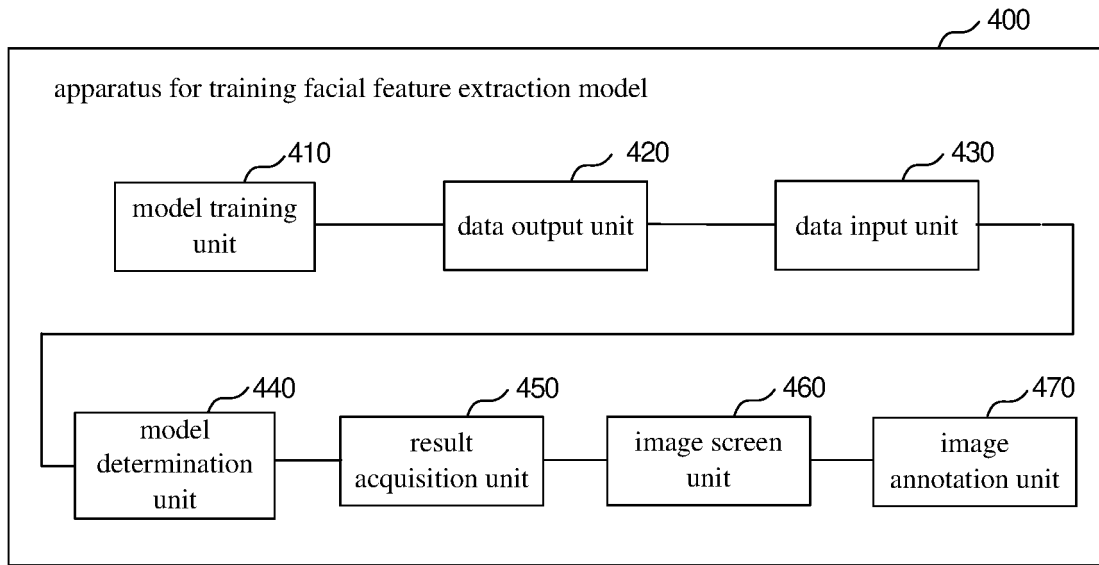 400
apparatus for training facial feature extraction model
410
420
430
model training
unit
data output unit
data input unit
440
450
460
470
model
determination
unit
result
acquisition unit
image screen
unit
image
annotation unit